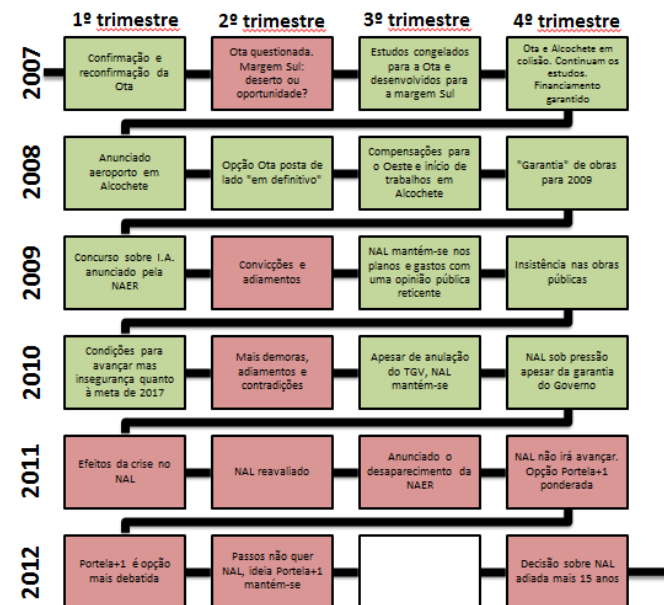 1º trimestre 2º trimestre 3º trimestre 4º trimestre
2007
Confirmação e
reconfirmação da
Ota
Ota questionada.
Margem Sul:
deserto ou
oportunidade?
Estudos congelados
para a Ota e
desenvolvidos para
a margem Sul
Ota e Alcochete em
colisão. Continuam os
estudos.
Financiamento
garantido
2008
Anunciado
aeroporto em
Alcochete
Opção Ota posta de
lado "em definitivo"
Compensações para
o Oeste e início de
trabalhos em
Alcochete
"Garantia" de obras
para 2009
2009
Concurso sobre I.A.
anunciado pela
NAER
Convicções e
adiamentos
NAL mantém-se nos
planos e gastos com
uma opinião pública
reticente
Insistência nas obras
públicas
2010
Condições para
avançar mas
insegurança quanto
à meta de 2017
Mais demoras,
adiamentos e
contradições
Apesar de anulação
do TGV, NAL
mantém-se
NAL sob pressão
apesar da garantia
do Governo
2011
Efeitos da crise no
NAL
NAL reavaliado
Anunciado o
desaparecimento da
NAER
NAL não irá avançar.
Opção Portela+1
ponderada
2012
Portela+1 é opção
mais debatida
Passos não quer
NAL, ideia Portela+1
mantém-se
Decisão sobre NAL
adiada mais 15 anos